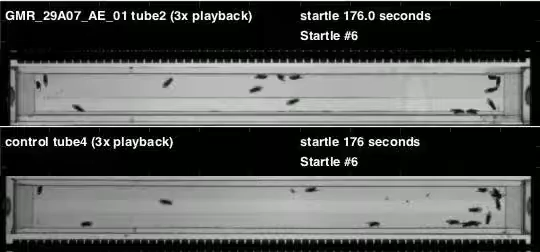 GMR_29A07_AE_01 tube2 (3x playback)
startle 176.0 seconds
Startle #6
control tube4 (3x playback)
startle 176 seconds
Startle #6